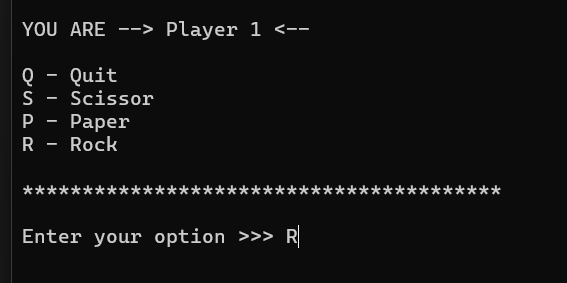 YOU ARE --> Player 1 <--
Q - Quit
S - Scissor
P - Paper
R - Rock
****************************************
Enter your option >>> R